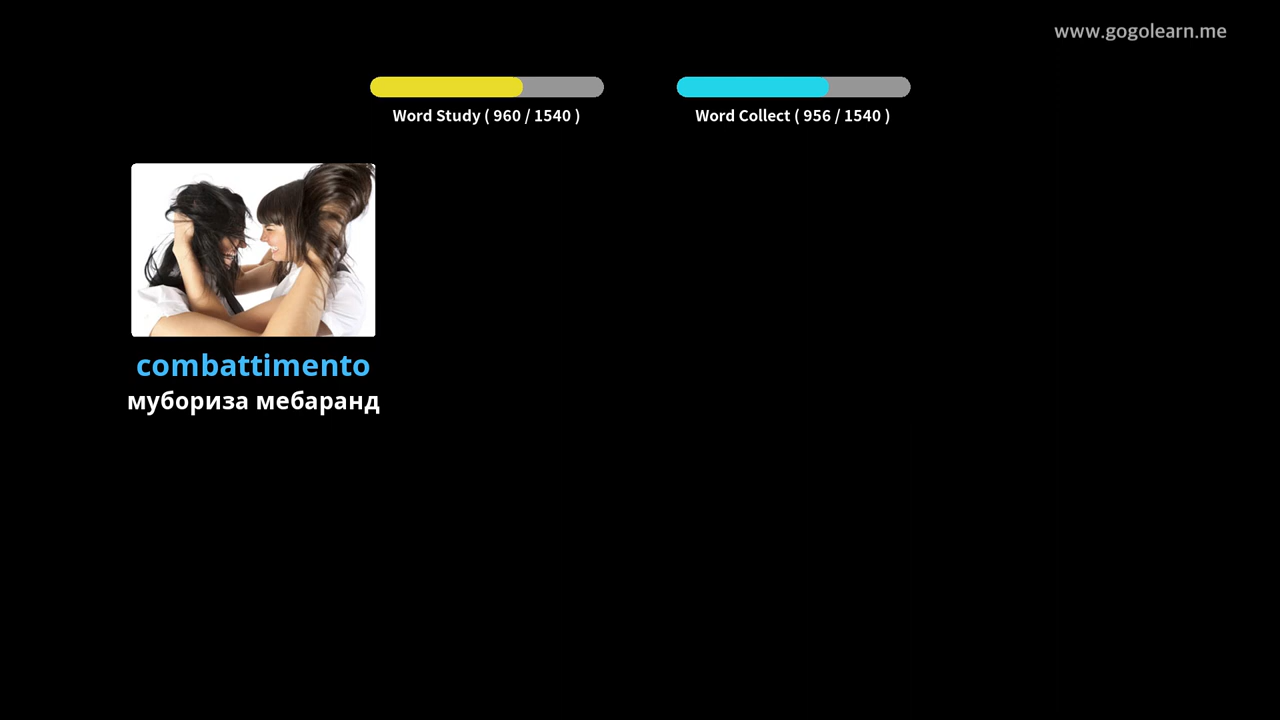 www.gogolearn.me
Word Study ( 960 / 1540 )
Word Collect ( 956 / 1540 )
combattimento
мубориза мебаранд